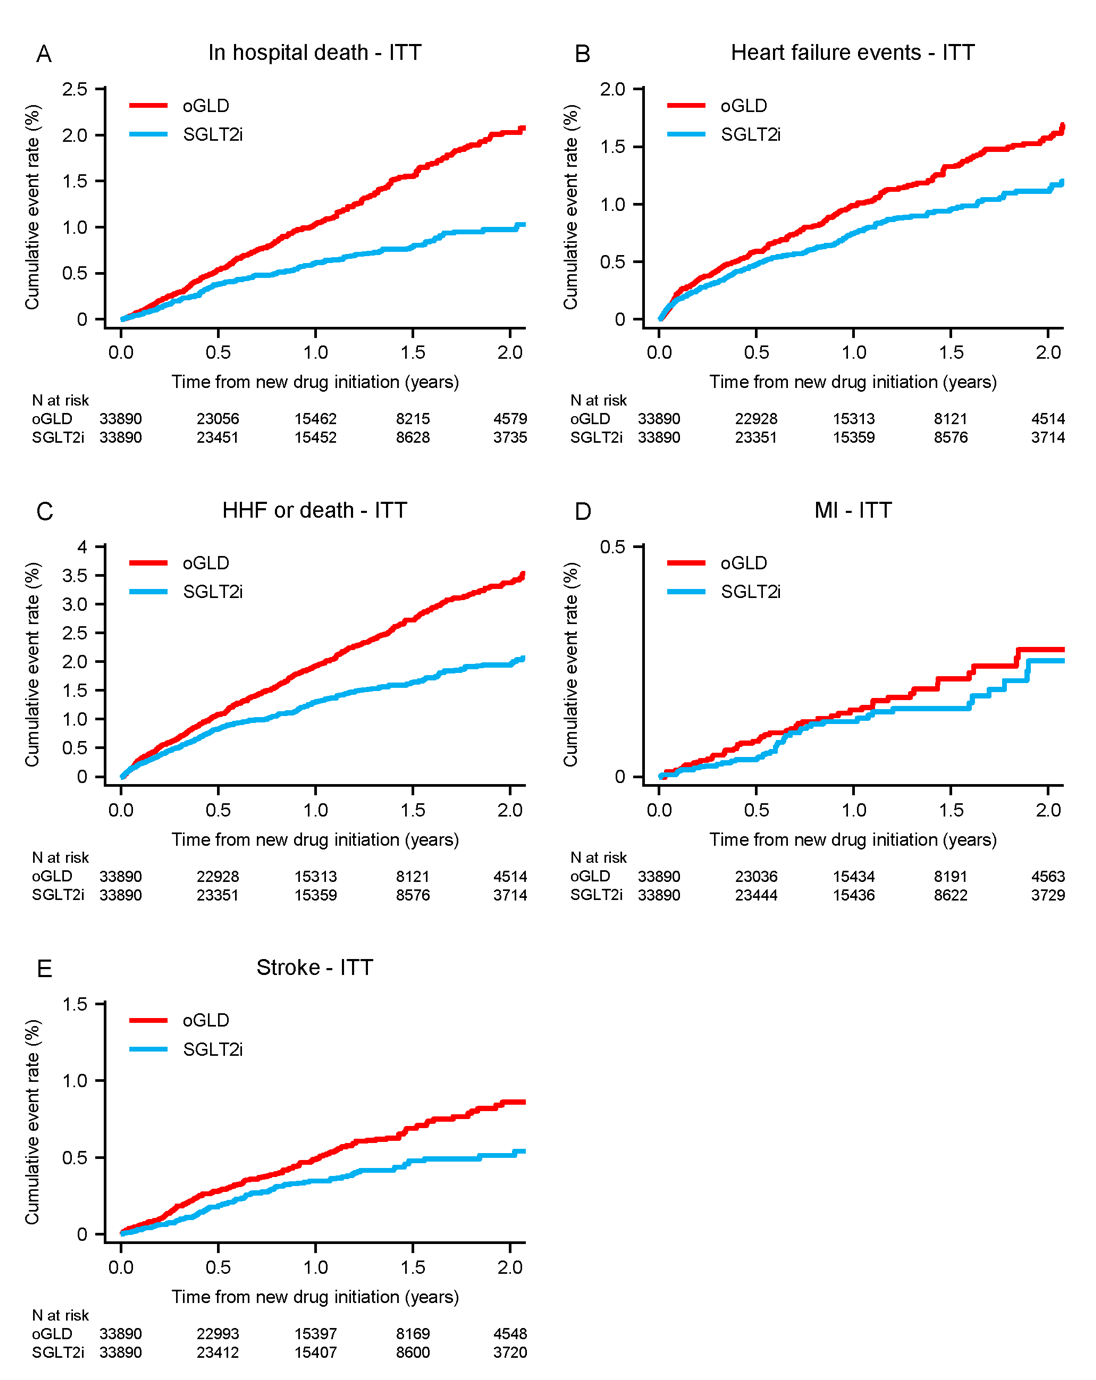 A
In hospital death - ITT
Cumulative event rate (%)
2.5
2.0
1.5
1.0
0.5
0
oGLD
SGLT2i
0.0 0.5 1.0 1.5 2.0
Time from new drug initiation (years)
N at risk
oGLD 33890 23056 15462 8215 4579
SGLT2i 33890 23451 15452 8628 3735
B
Heart failure events - ITT
Cumulative event rate (%)
2.0
1.5
1.0
0.5
0
oGLD
SGLT2i
0.0 0.5 1.0 1.5 2.0
Time from new drug initiation (years)
N at risk
oGLD 33890 22928 15313 8121 4514
SGLT2i 33890 23351 15359 8576 3714
C
HHF or death - ITT
Cumulative event rate (%)
4
3.5
3.0
2.5
2.0
1.5
1.0
0.5
0
oGLD
SGLT2i
0.0 0.5 1.0 1.5 2.0
Time from new drug initiation (years)
N at risk
oGLD 33890 22928 15313 8121 4514
SGLT2i 33890 23351 15359 8576 3714
D
MI - ITT
Cumulative event rate (%)
0.5
0
oGLD
SGLT2i
0.0 0.5 1.0 1.5 2.0
Time from new drug initiation (years)
N at risk
oGLD 33890 23036 15434 8191 4563
SGLT2i 33890 23444 15436 8622 3729
E
Stroke - ITT
Cumulative event rate (%)
1.5
1.0
0.5
0
oGLD
SGLT2i
0.0 0.5 1.0 1.5 2.0
Time from new drug initiation (years)
N at risk
oGLD 33890 22993 15397 8169 4548
SGLT2i 33890 23412 15407 8600 3720